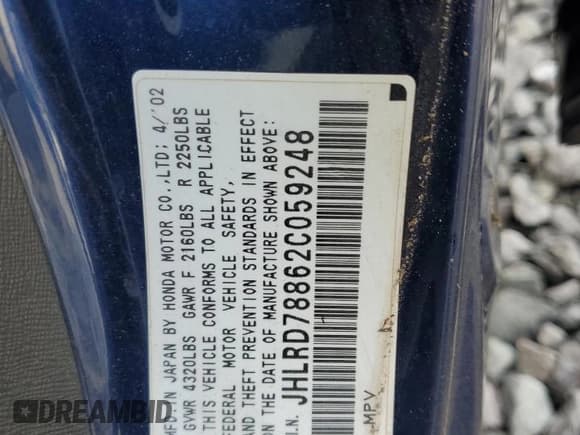 MFD. IN JAPAN BY HONDA MOTOR CO.,LTD; 4/'02
GVWR 4320LBS GAWR F 2160LBS R 2250LBS
THIS VEHICLE CONFORMS TO ALL APPLICABLE
FEDERAL MOTOR VEHICLE SAFETY,
AND THEFT PREVENTION STANDARDS IN EFFECT
ON THE DATE OF MANUFACTURE SHOWN ABOVE:
V.I.N. JHLRD78862C059248
MPV
DREAMBID